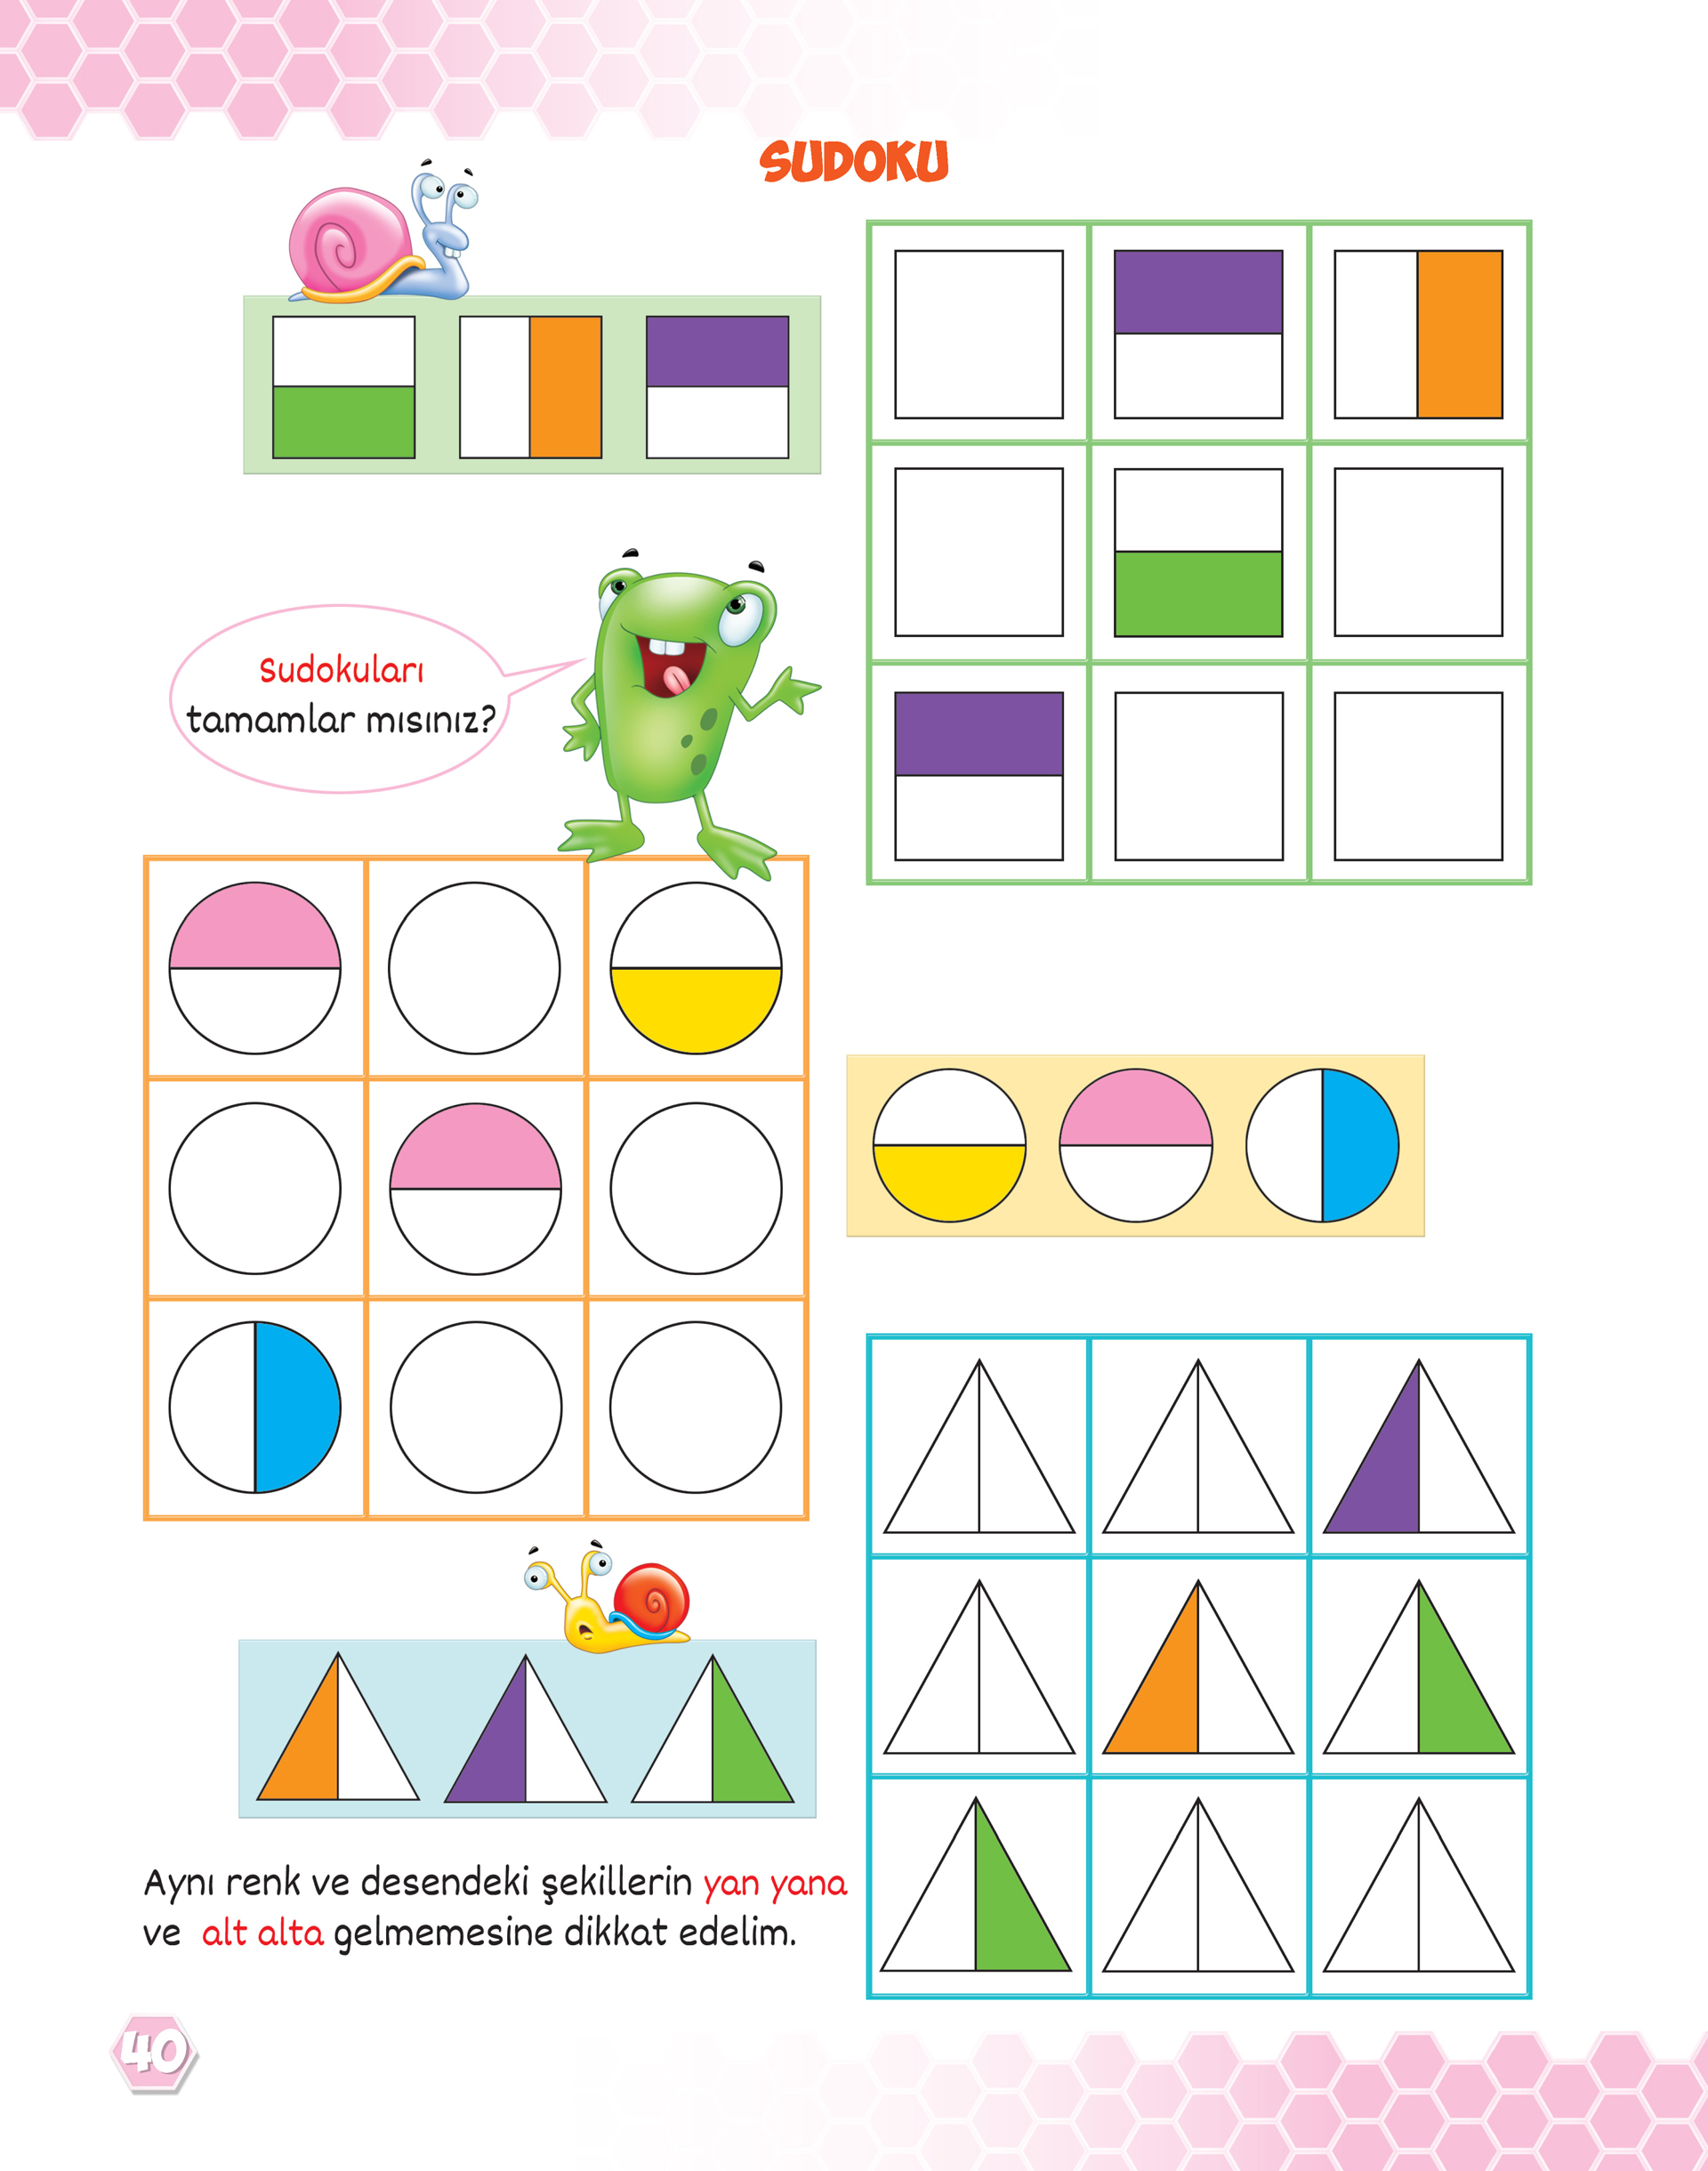 SUDOKU
Sudokuları
tamamlar mısınız?
Aynı renk ve desendeki şekillerin yan yana
ve alt alta gelmemesine dikkat edelim.
40